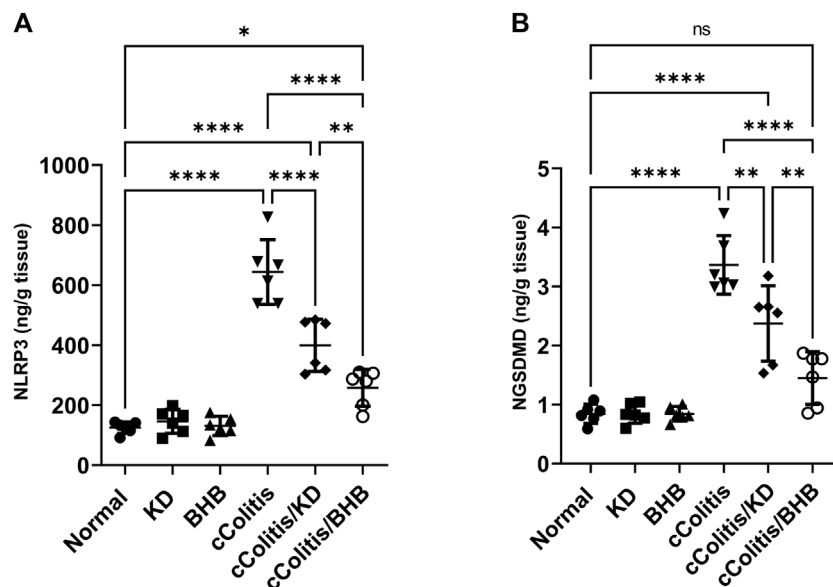 A
*
****
**** **
**** ****
1000
800
600
400
200
0
NLRP3 (ng/g tissue)
Normal
KD
BHB
cColitis
cColitis/KD
cColitis/BHB
B
ns
****
****
**** ** **
5
4
3
2
1
0
NGSDMD (ng/g tissue)
Normal
KD
BHB
cColitis
cColitis/KD
cColitis/BHB